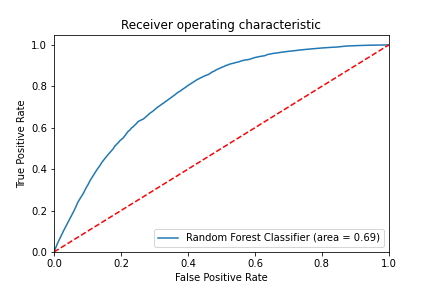 Receiver operating characteristic
True Positive Rate
1.0
0.8
0.6
0.4
0.2
0.0
Random Forest Classifier (area = 0.69)
0.0 0.2 0.4 0.6 0.8 1.0
False Positive Rate